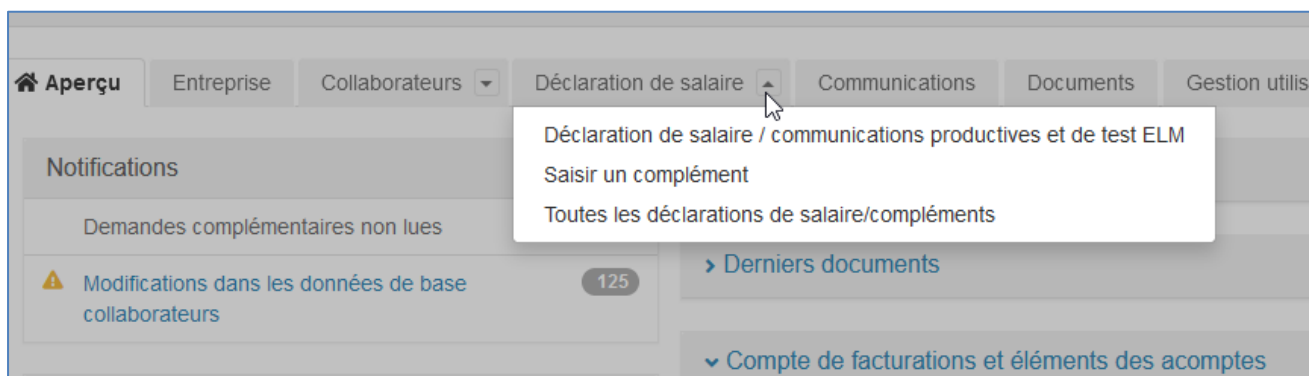 Aperçu Entreprise Collaborateurs Déclaration de salaire Communications Documents Gestion utilis
Déclaration de salaire / communications productives et de test ELM
Saisir un complément
Toutes les déclarations de salaire/compléments
Notifications
Demandes complémentaires non lues
Modifications dans les données de base 125
collaborateurs
Derniers documents
Compte de facturations et éléments des acomptes